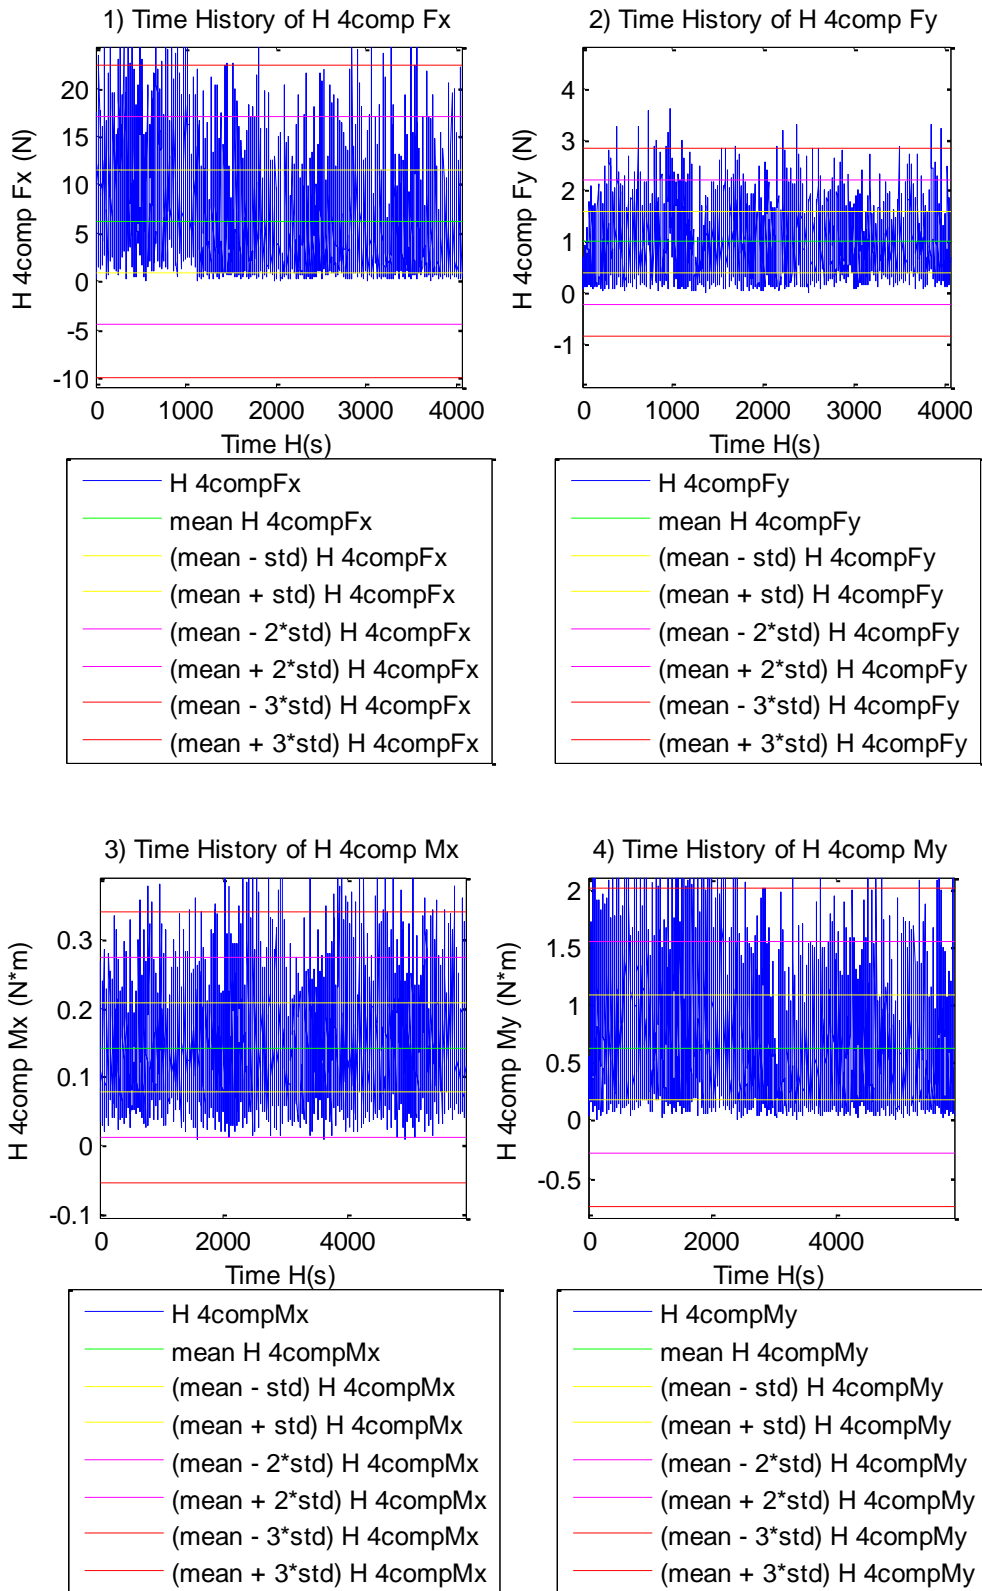 1) Time History of H 4comp Fx
H 4comp Fx (N)
20
15
10
5
0
-5
-10
0 1000 2000 3000 4000
Time H(s)
H 4compFx
mean H 4compFx
(mean - std) H 4compFx
(mean + std) H 4compFx
(mean - 2*std) H 4compFx
(mean + 2*std) H 4compFx
(mean - 3*std) H 4compFx
(mean + 3*std) H 4compFx
2) Time History of H 4comp Fy
H 4comp Fy (N)
4
3
2
1
0
-1
0 1000 2000 3000 4000
Time H(s)
H 4compFy
mean H 4compFy
(mean - std) H 4compFy
(mean + std) H 4compFy
(mean - 2*std) H 4compFy
(mean + 2*std) H 4compFy
(mean - 3*std) H 4compFy
(mean + 3*std) H 4compFy
3) Time History of H 4comp Mx
H 4comp Mx (N*m)
0.3
0.2
0.1
0
-0.1
0 2000 4000
Time H(s)
H 4compMx
mean H 4compMx
(mean - std) H 4compMx
(mean + std) H 4compMx
(mean - 2*std) H 4compMx
(mean + 2*std) H 4compMx
(mean - 3*std) H 4compMx
(mean + 3*std) H 4compMx
4) Time History of H 4comp My
H 4comp My (N*m)
2
1.5
1
0.5
0
-0.5
0 2000 4000
Time H(s)
H 4compMy
mean H 4compMy
(mean - std) H 4compMy
(mean + std) H 4compMy
(mean - 2*std) H 4compMy
(mean + 2*std) H 4compMy
(mean - 3*std) H 4compMy
(mean + 3*std) H 4compMy